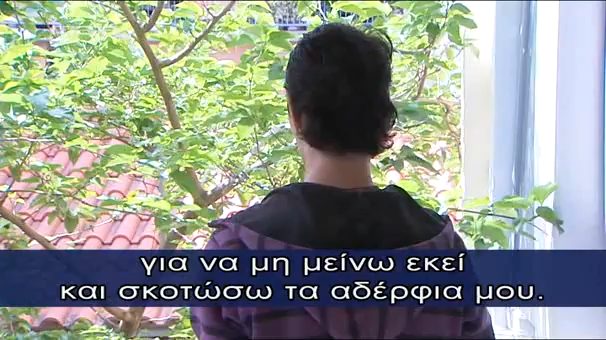 για να μη μείνω εκεί
και σκοτώσω τα αδέρφια μου.